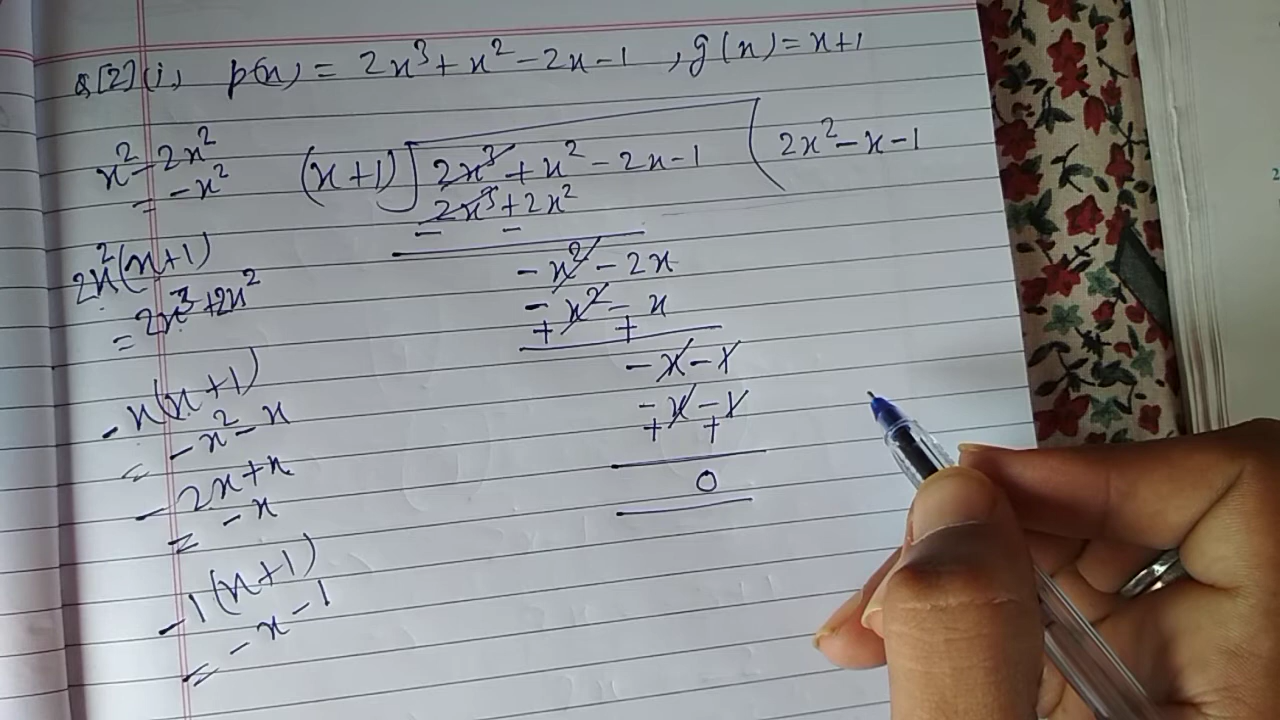 Q[2](i) p(x) = 2x³ + x² - 2x - 1 , g(x) = x+1
x² - 2x²
= -x²
2x²(x+1)
= 2x³ + 2x²
- x(x+1)
= -x² - x
- 2x + x
= - x
- 1(x+1)
= - x - 1
(x+1) 2x³ + x² - 2x - 1 ( 2x² - x - 1
2x³ + 2x²
- -
- x² - 2x
- x² - x
+ +
- x - 1
- x - 1
+ +
0